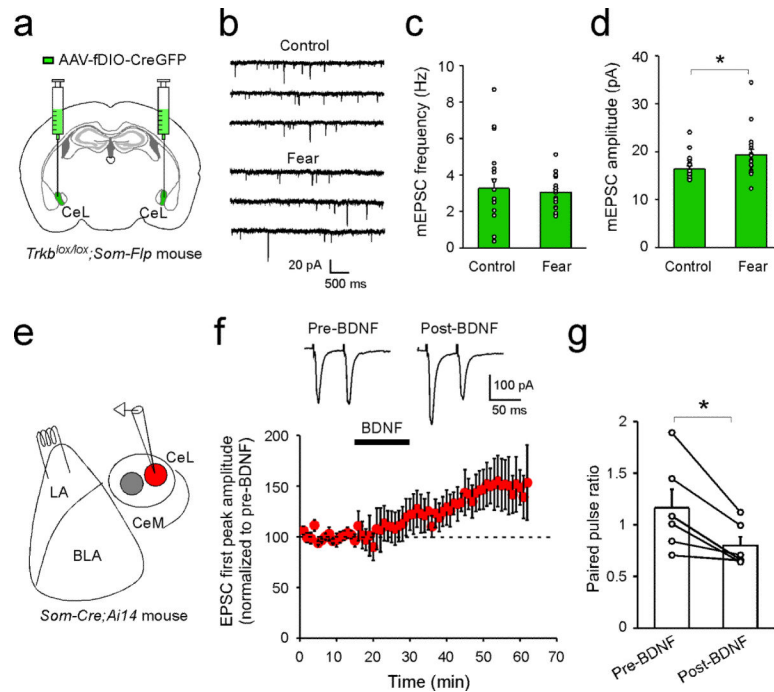 a
AAV-fDIO-CreGFP
CeL
CeL
Trkb^lox/lox;Som-Flp mouse
b
Control
Fear
20 pA
500 ms
c
mEPSC frequency (Hz)
10
8
6
4
2
0
Control
Fear
d
mEPSC amplitude (pA)
40
30
20
10
0
*
Control
Fear
e
LA
BLA
CeL
CeM
Som-Cre;Ai14 mouse
f
Pre-BDNF
Post-BDNF
100 pA
50 ms
BDNF
EPSC first peak amplitude
(normalized to pre-BDNF)
200
150
100
50
0
0 10 20 30 40 50 60 70
Time (min)
g
Paired pulse ratio
2
1.5
1
0.5
0
*
Pre-BDNF
Post-BDNF